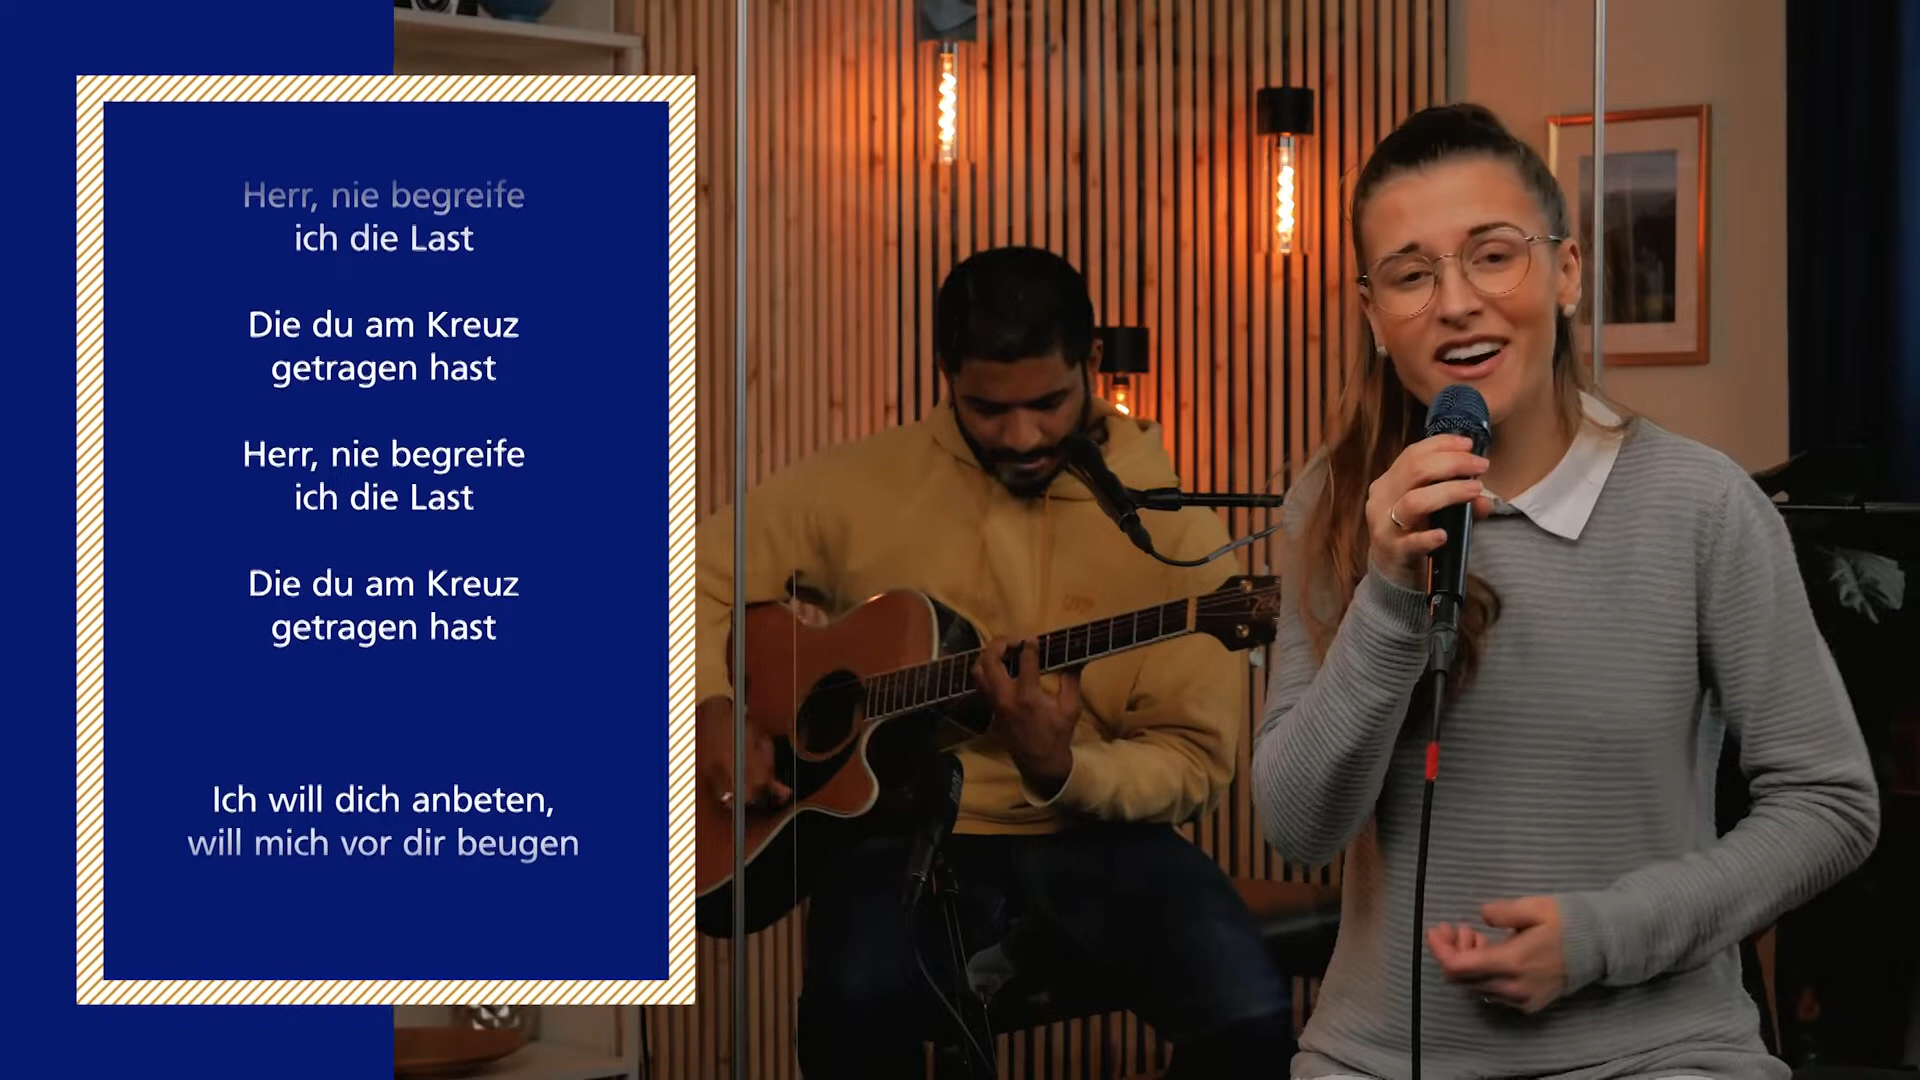 Herr, nie begreife
ich die Last
Die du am Kreuz
getragen hast
Herr, nie begreife
ich die Last
Die du am Kreuz
getragen hast
Ich will dich anbeten,
will mich vor dir beugen